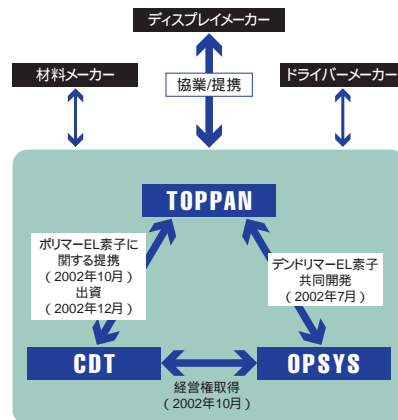 ディスプレイメーカー
材料メーカー
協業/提携
ドライバーメーカー
TOPPAN
ポリマーEL素子に
関する提携
(2002年10月)
出資
(2002年12月)
デンドリマーEL素子
共同開発
(2002年7月)
CDT
OPSYS
経営権取得
(2002年10月)